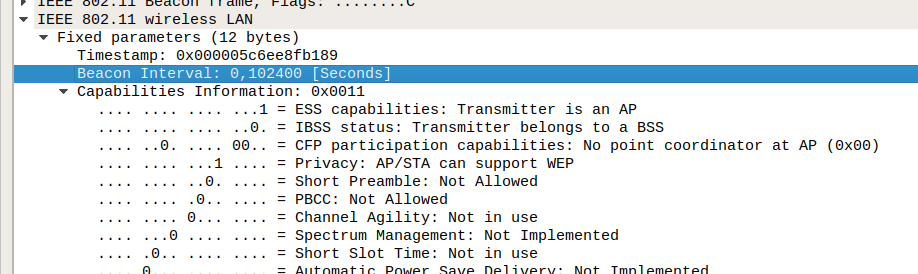 IEEE 802.11 Beacon frame, Flags: ........C
IEEE 802.11 wireless LAN
Fixed parameters (12 bytes)
Timestamp: 0x000005c6ee8fb189
Beacon Interval: 0,102400 [Seconds]
Capabilities Information: 0x0011
.... .... .... ...1 = ESS capabilities: Transmitter is an AP
.... .... .... ..0. = IBSS status: Transmitter belongs to a BSS
.... ..0. .... 00.. = CFP participation capabilities: No point coordinator at AP (0x00)
.... .... ...1 .... = Privacy: AP/STA can support WEP
.... .... ..0. .... = Short Preamble: Not Allowed
.... .... .0.. .... = PBCC: Not Allowed
.... .... 0... .... = Channel Agility: Not in use
.... ...0 .... .... = Spectrum Management: Not Implemented
.... .0.. .... .... = Short Slot Time: Not in use
.... 0... .... .... = Automatic Power Save Delivery: Not Implemented